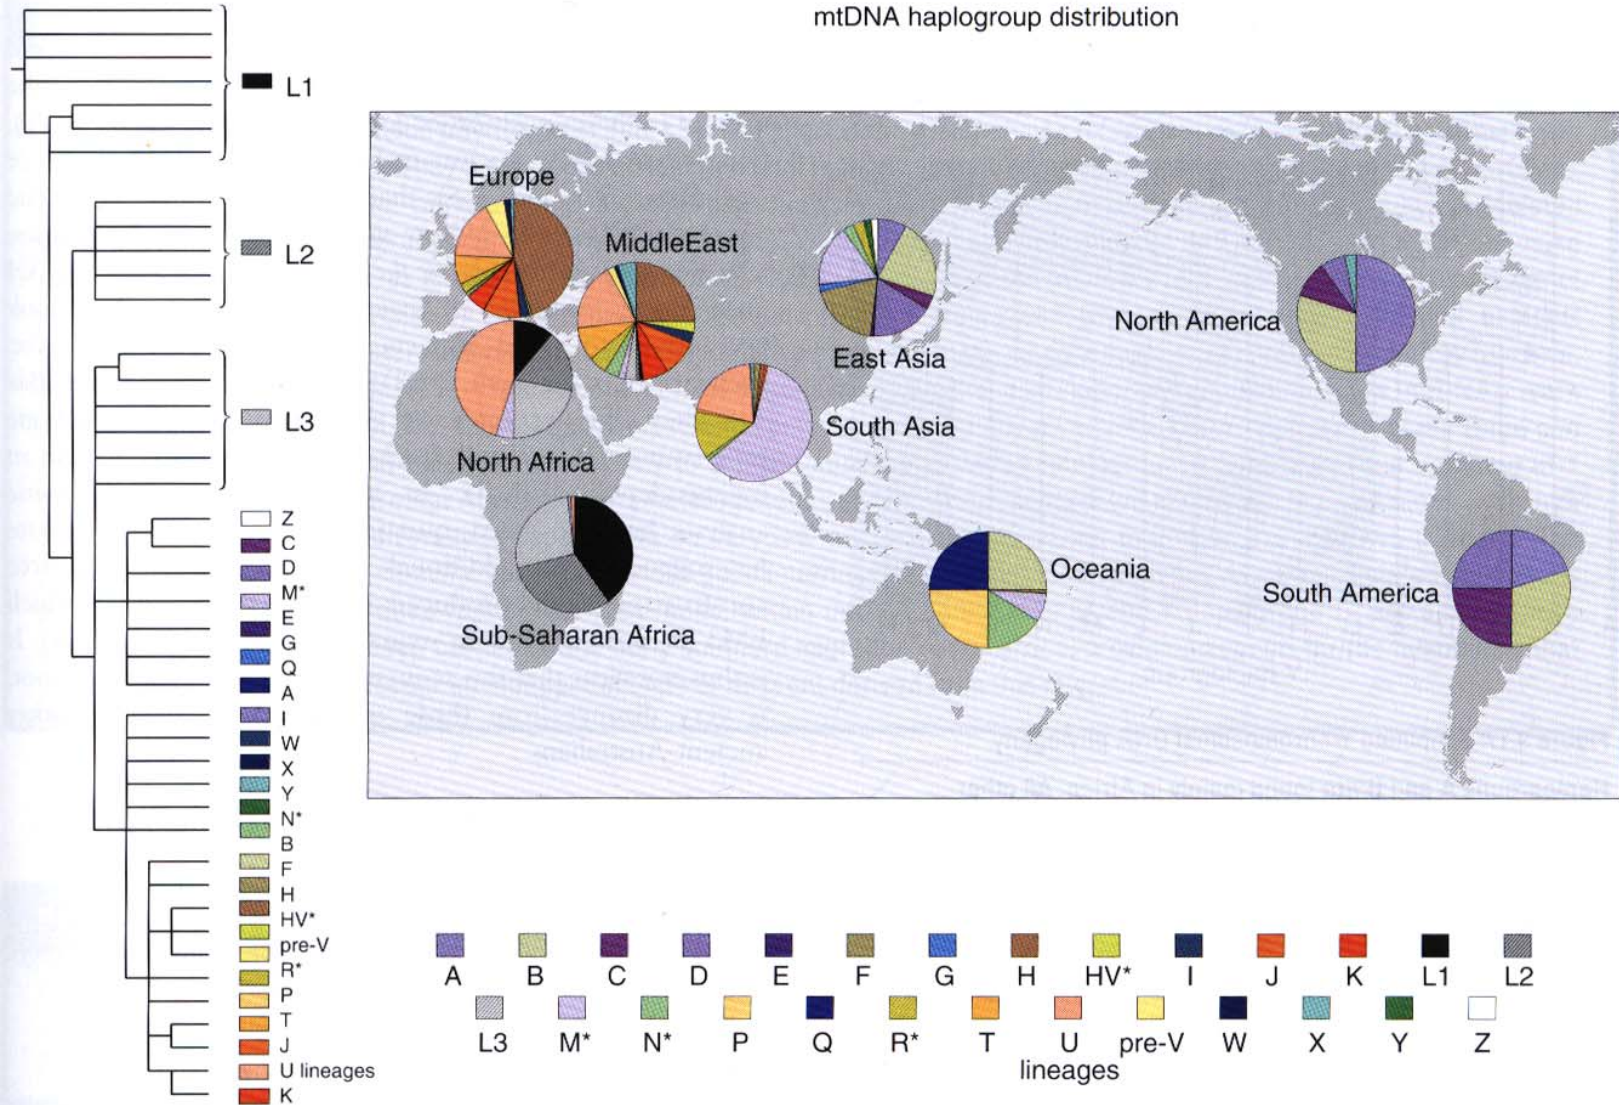 mtDNA haplogroup distribution
L1
L2
L3
Z
C
D
M*
E
G
Q
A
I
W
X
Y
N*
B
F
H
HV*
pre-V
R*
P
T
J
U lineages
K
Europe
MiddleEast
North Africa
Sub-Saharan Africa
East Asia
South Asia
Oceania
North America
South America
A B C D E F G H HV* I J K L1 L2
L3 M* N* P Q R* T U pre-V W X Y Z
lineages